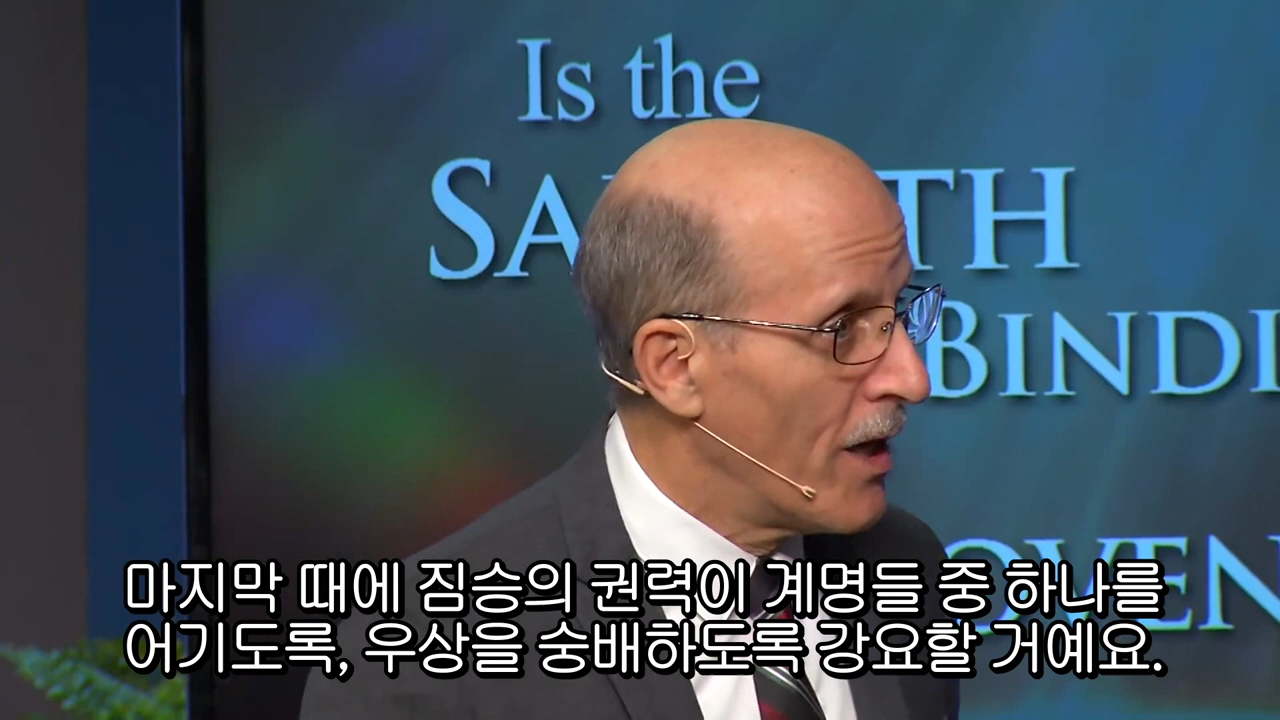 Is the
SABBATH
BINDI
OVEN
마지막 때에 짐승의 권력이 계명들 중 하나를
어기도록, 우상을 숭배하도록 강요할 거예요.